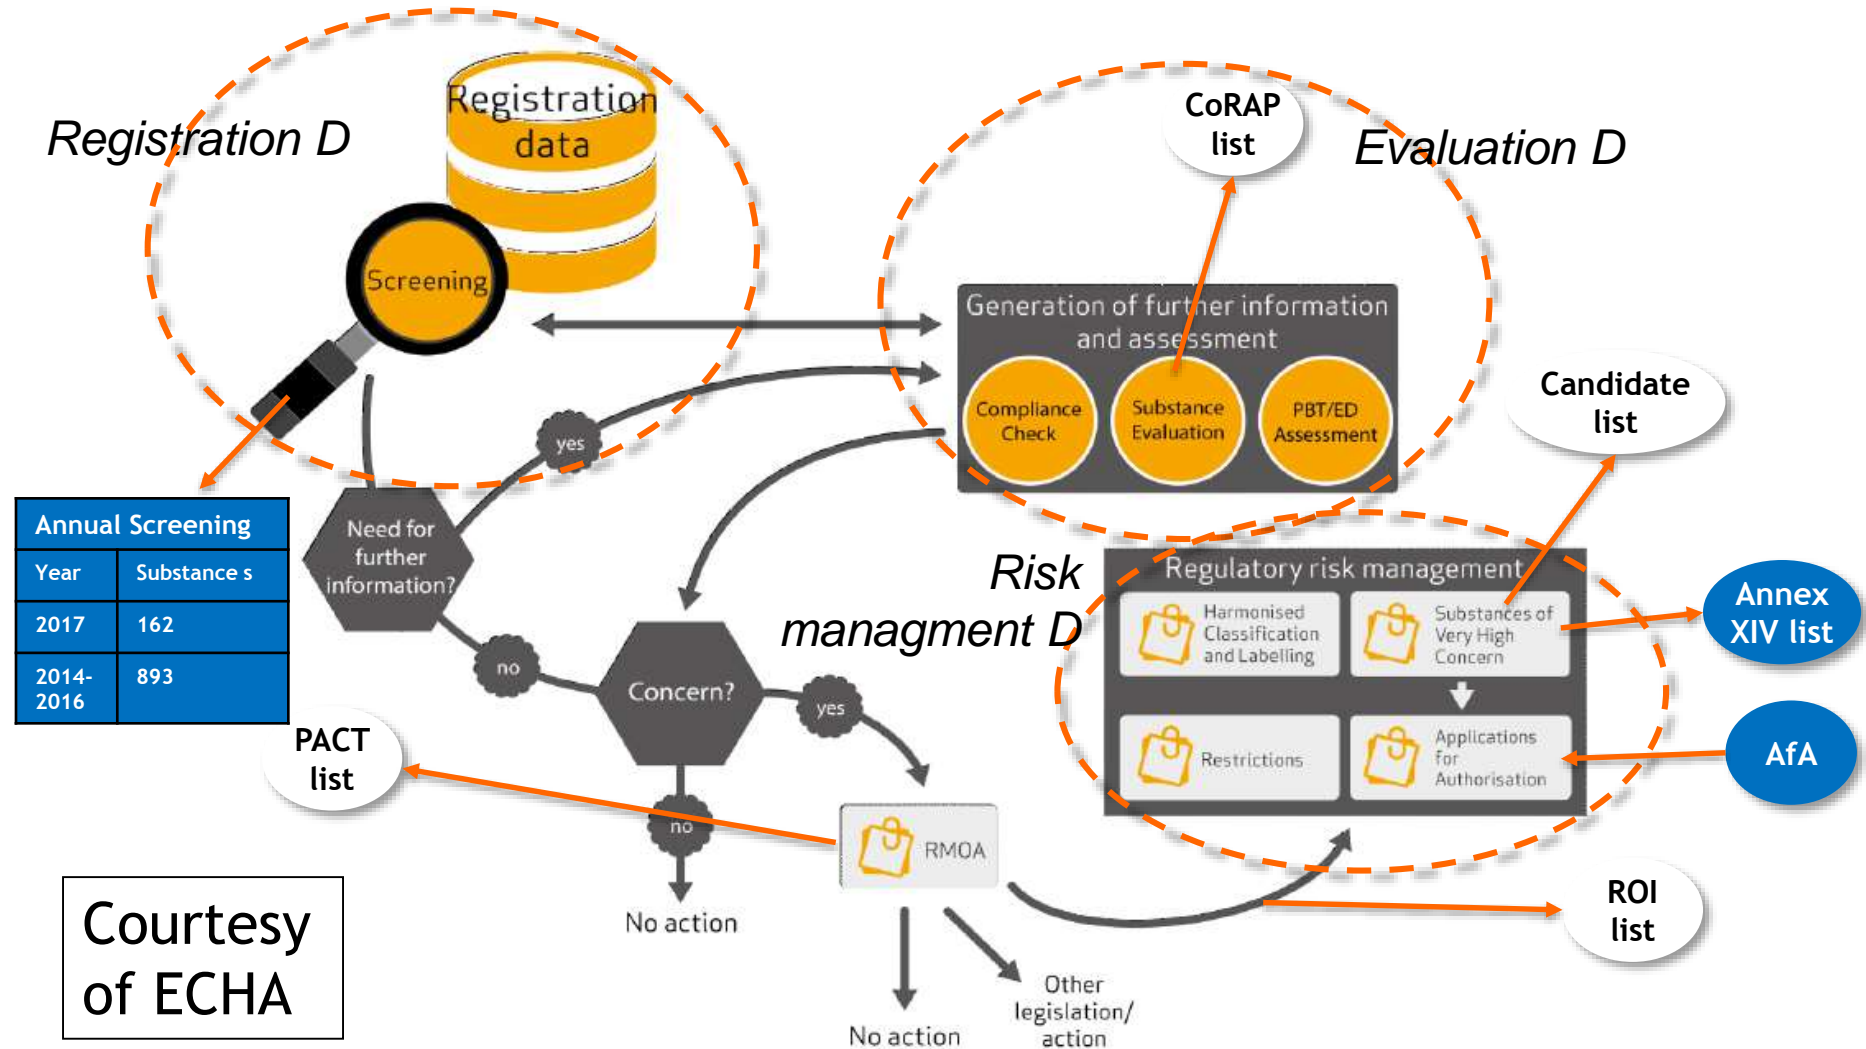 Registration D
Registration
data
Screening
CoRAP
list
Evaluation D
Generation of further information
and assessment
Compliance
Check
Substance
Evaluation
PBT/ED
Assessment
Candidate
list
yes
Annual Screening
Year Substance s
2017 162
2014-
2016
893
Need for
further
information?
no
Concern?
yes
no
No action
Risk
managment D
Regulatory risk management
Harmonised
Classification
and Labelling
Substances of
Very High
Concern
Restrictions
Applications
for
Authorisation
Annex
XIV list
AfA
PACT
list
RMOA
ROI
list
No action
Other
legislation/
action
Courtesy
of ECHA